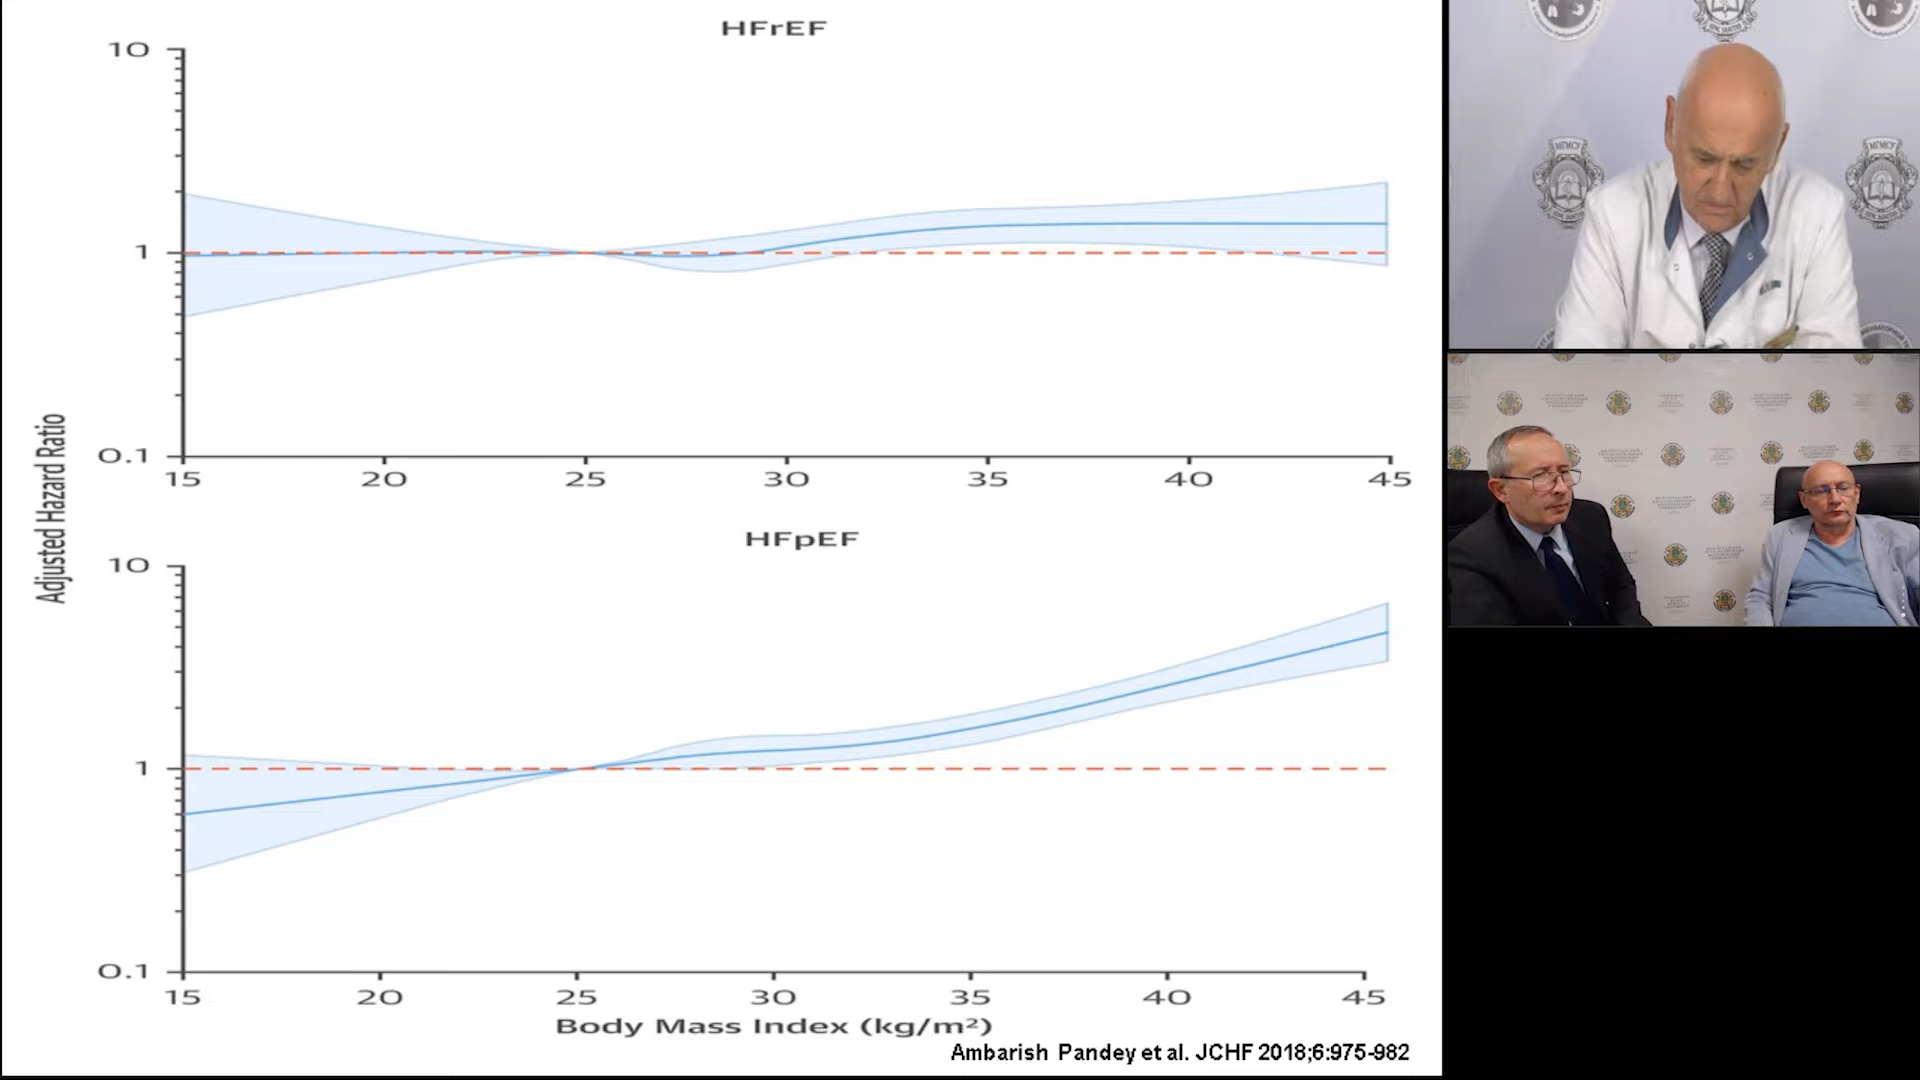 HFrEF
10
1
0.1
15 20 25 30 35 40 45
Adjusted Hazard Ratio
HFpEF
10
1
0.1
15 20 25 30 35 40 45
Body Mass Index (kg/m²)
Ambarish Pandey et al. JCHF 2018;6:975-982
МГМСУ
МГМСУ